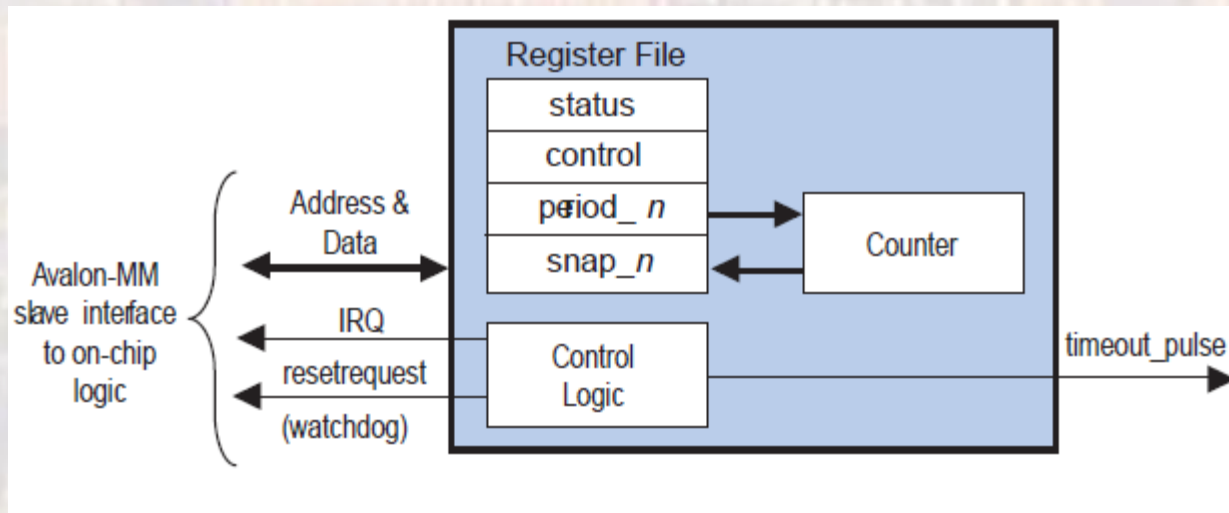 Register File
status
control
period_ n
snap_n
Counter
Address &
Data
Avalon-MM
slave interface
to on-chip
logic
IRQ
resetrequest
(watchdog)
Control
Logic
timeout_pulse